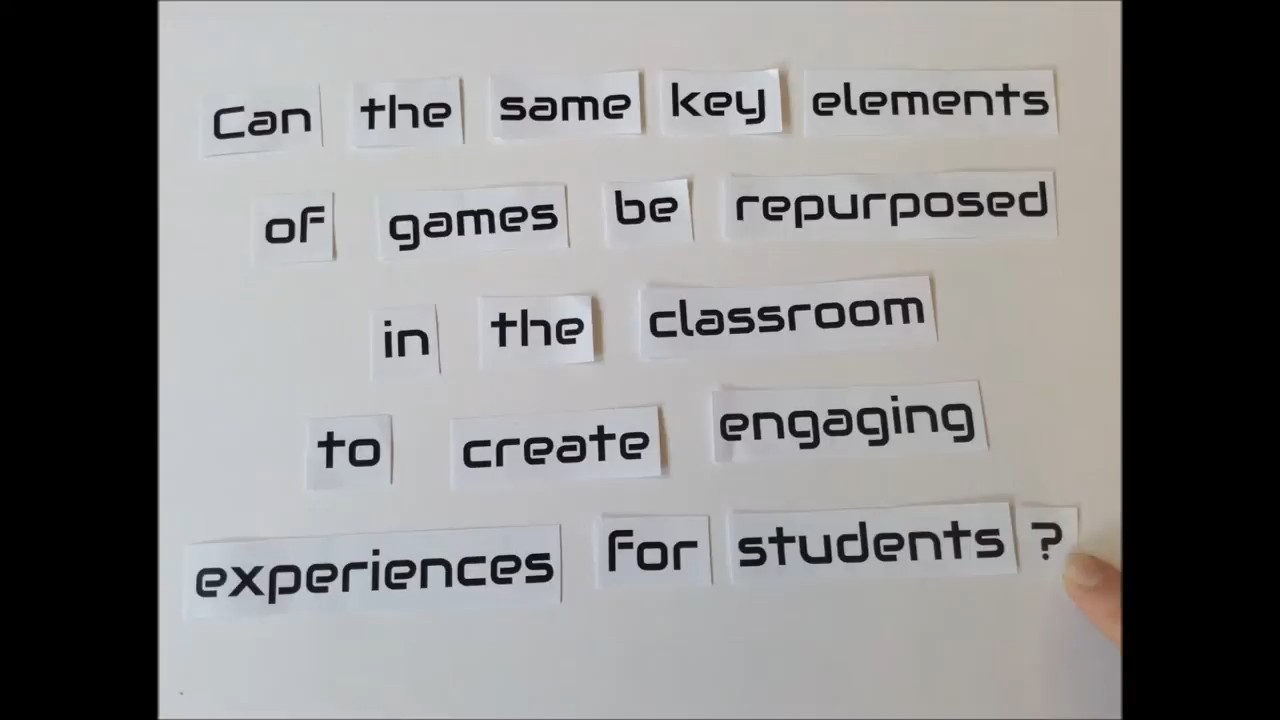 Can the same key elements
of games be repurposed
in the classroom
to create engaging
experiences for students ?